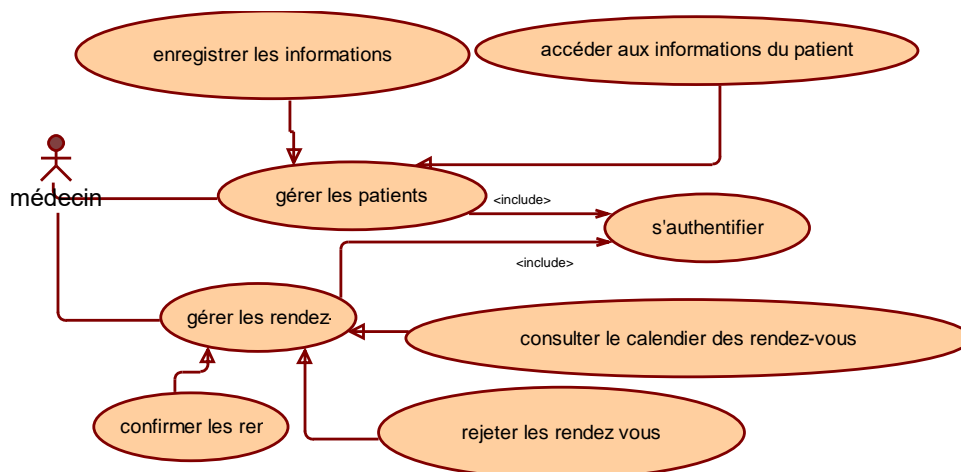 enregistrer les informations
accéder aux informations du patient
médecin
gérer les patients
<include>
s'authentifier
<include>
gérer les rendez-
consulter le calendier des rendez-vous
confirmer les rer
rejeter les rendez vous